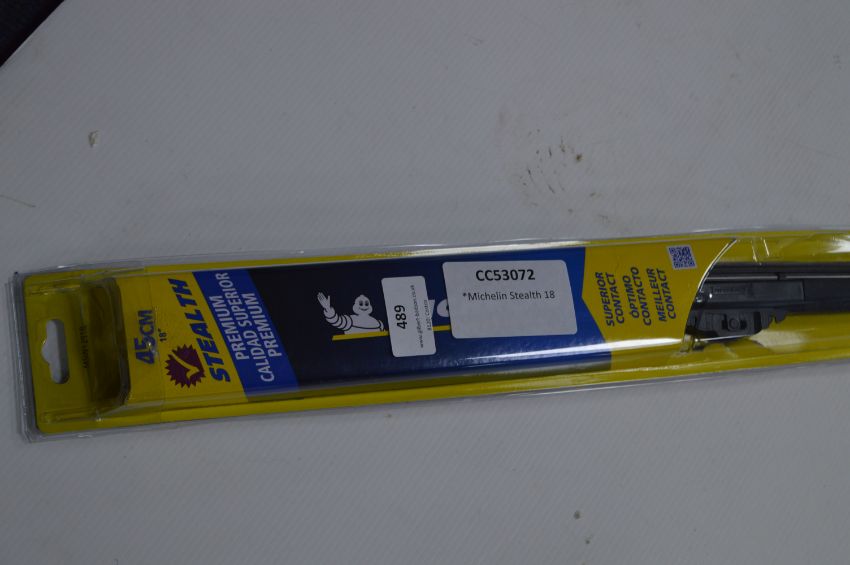 45CM
18"
STEALTH
PREMIUM
CALIDAD SUPERIOR
PREMIUM
489
CC53072
*Michelin Stealth 18
SUPERIOR
CONTACT
ÓPTIMO
CONTACTO
MEILLEUR
CONTACT